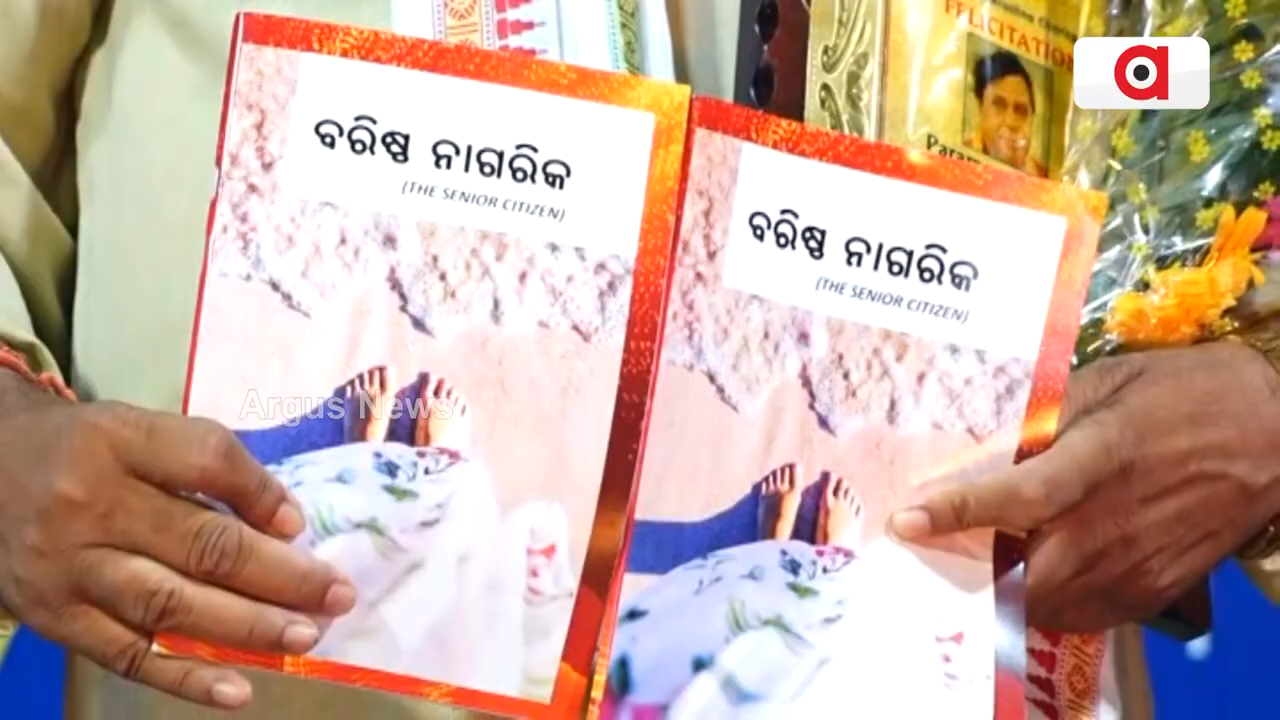 ବରିଷ୍ଠ ନାଗରିକ
(THE SENIOR CITIZEN)
ବରିଷ୍ଠ ନାଗରିକ
(THE SENIOR CITIZEN)
FELICITATION
a
Argus News